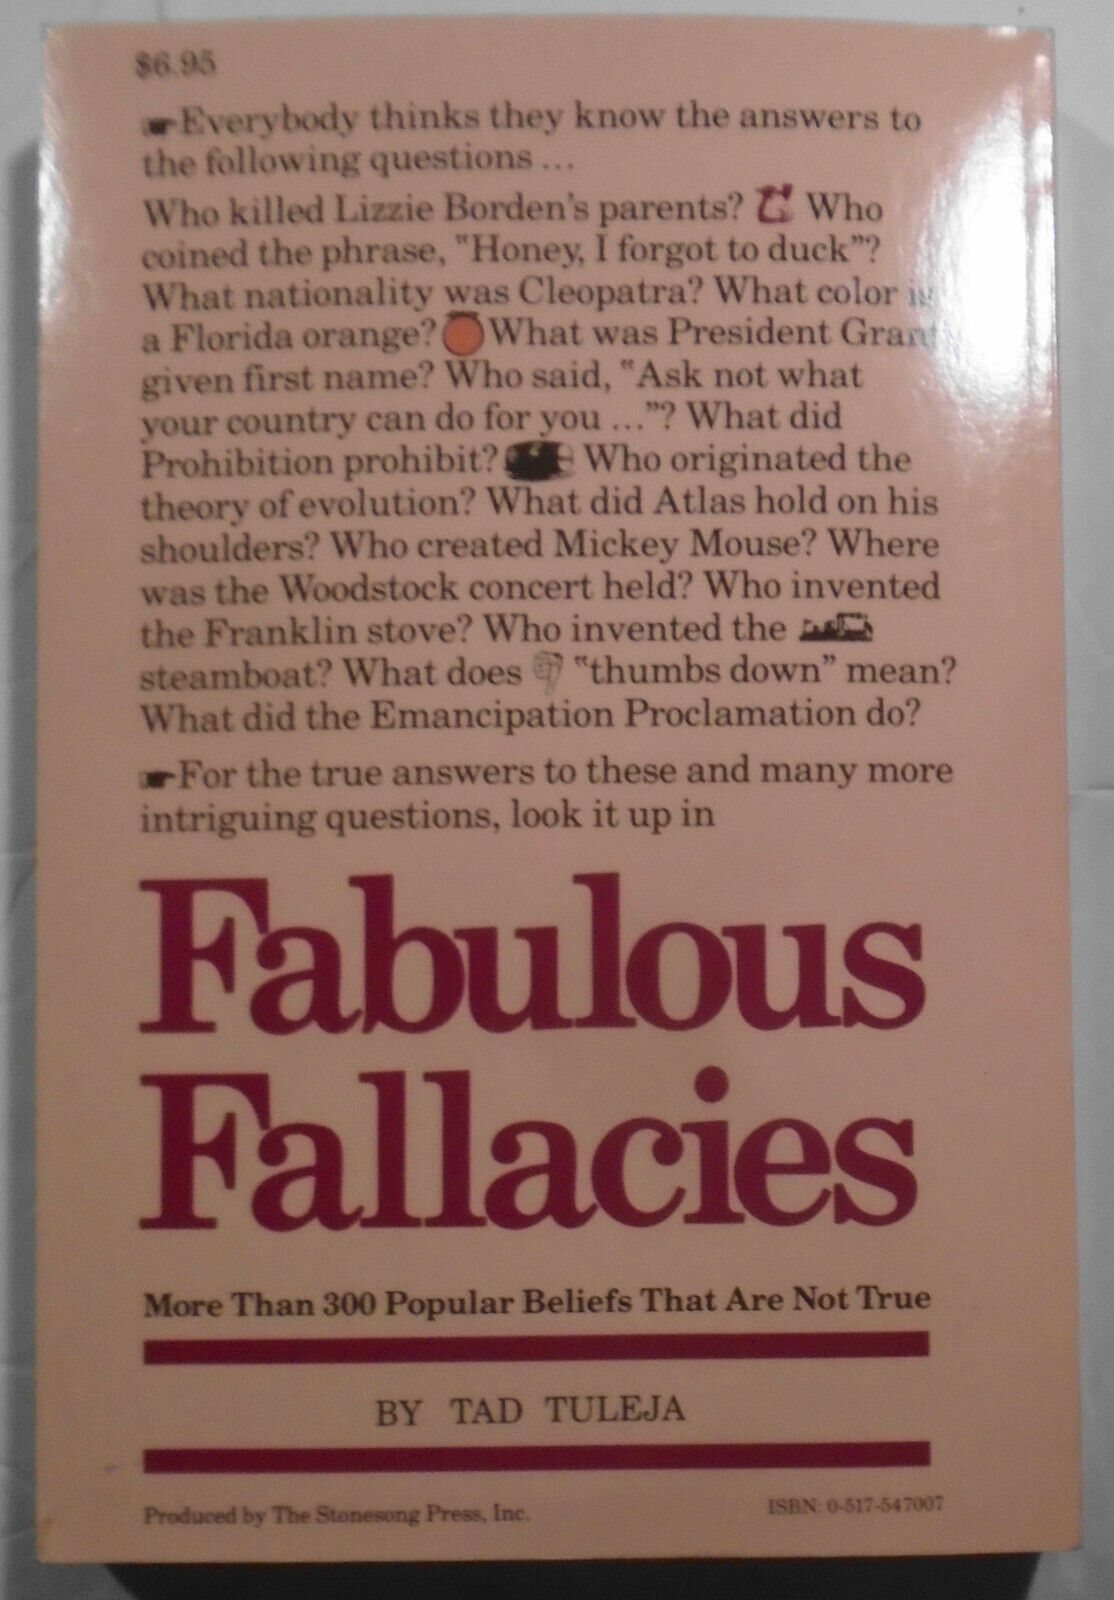 $6.95
☛Everybody thinks they know the answers to
the following questions ...
Who killed Lizzie Borden's parents? Who
coined the phrase, "Honey, I forgot to duck"?
What nationality was Cleopatra? What color is
a Florida orange? What was President Grant's
given first name? Who said, "Ask not what
your country can do for you ..."? What did
Prohibition prohibit? Who originated the
theory of evolution? What did Atlas hold on his
shoulders? Who created Mickey Mouse? Where
was the Woodstock concert held? Who invented
the Franklin stove? Who invented the
steamboat? What does "thumbs down" mean?
What did the Emancipation Proclamation do?
☛For the true answers to these and many more
intriguing questions, look it up in
Fabulous
Fallacies
More Than 300 Popular Beliefs That Are Not True
BY TAD TULEJA
Produced by The Stonesong Press, Inc.
ISBN: 0-517-547007